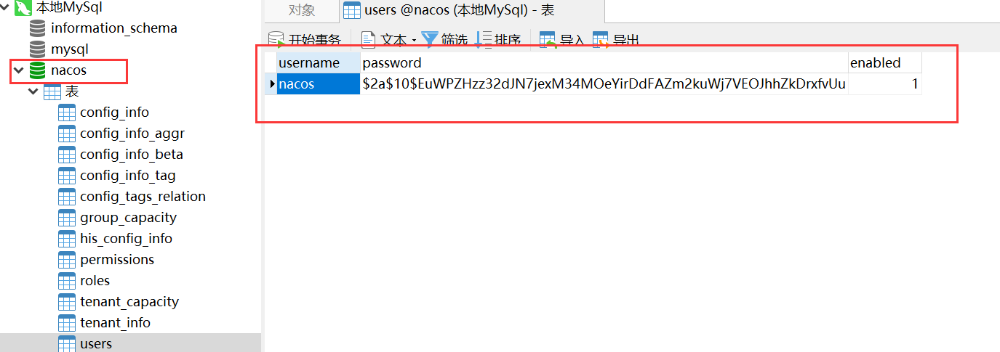 本地MySql
information_schema
mysql
nacos
表
config_info
config_info_aggr
config_info_beta
config_info_tag
config_tags_relation
group_capacity
his_config_info
permissions
roles
tenant_capacity
tenant_info
users
对象
users @nacos (本地MySql) - 表
开始事务 文本 筛选 排序 导入 导出
username password enabled
nacos $2a$10$EuWPZHzz32dJN7jexM34MOeYirDdFAZm2kuWj7VEOJhhZkDrxfvUu 1